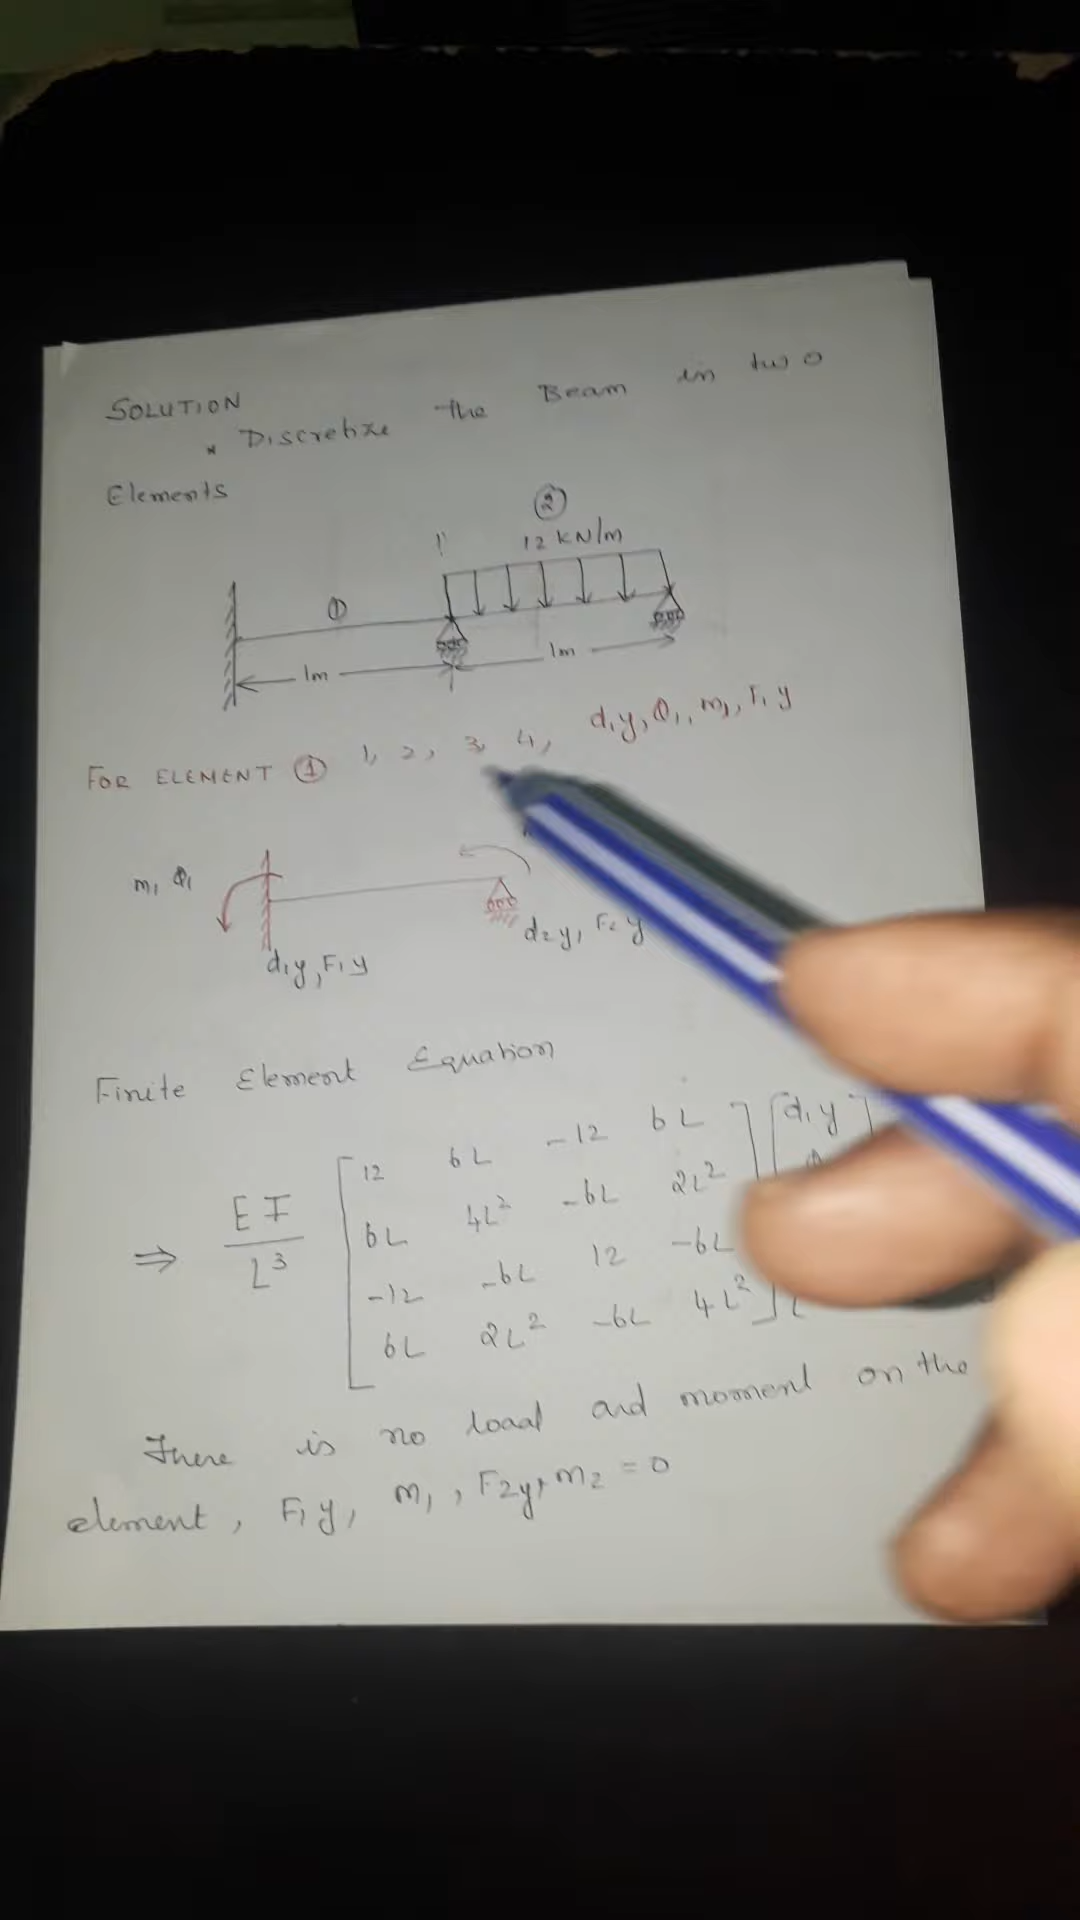 SOLUTION
* Discretize the Beam in two
Elements
②
12 kN/m
①
1m
1m
FOR ELEMENT ① 1, 2, 3, 4, d1y, Φ1, m1, F1y
m1 Φ1
d2y, F2y
d1y, F1y
Finite Element Equation
⇒ EI/L³
12 6L -12 6L d1y
6L 4L² -6L 2L²
-12 -6L 12 -6L
6L 2L² -6L 4L²
There is no load and moment on the
element, F1y, m1, F2y, m2 = 0